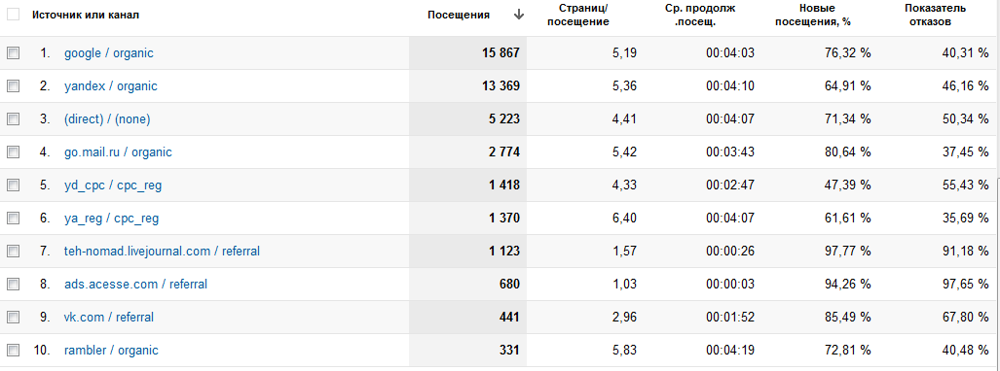 Источник или канал Посещения Страниц/посещение Ср. продолж.посещ. Новые посещения, % Показатель отказов
1. google / organic 15 867 5,19 00:04:03 76,32 % 40,31 %
2. yandex / organic 13 369 5,36 00:04:10 64,91 % 46,16 %
3. (direct) / (none) 5 223 4,41 00:04:07 71,34 % 50,34 %
4. go.mail.ru / organic 2 774 5,42 00:03:43 80,64 % 37,45 %
5. yd_cpc / cpc_reg 1 418 4,33 00:02:47 47,39 % 55,43 %
6. ya_reg / cpc_reg 1 370 6,40 00:04:07 61,61 % 35,69 %
7. teh-nomad.livejournal.com / referral 1 123 1,57 00:00:26 97,77 % 91,18 %
8. ads.acesse.com / referral 680 1,03 00:00:03 94,26 % 97,65 %
9. vk.com / referral 441 2,96 00:01:52 85,49 % 67,80 %
10. rambler / organic 331 5,83 00:04:19 72,81 % 40,48 %